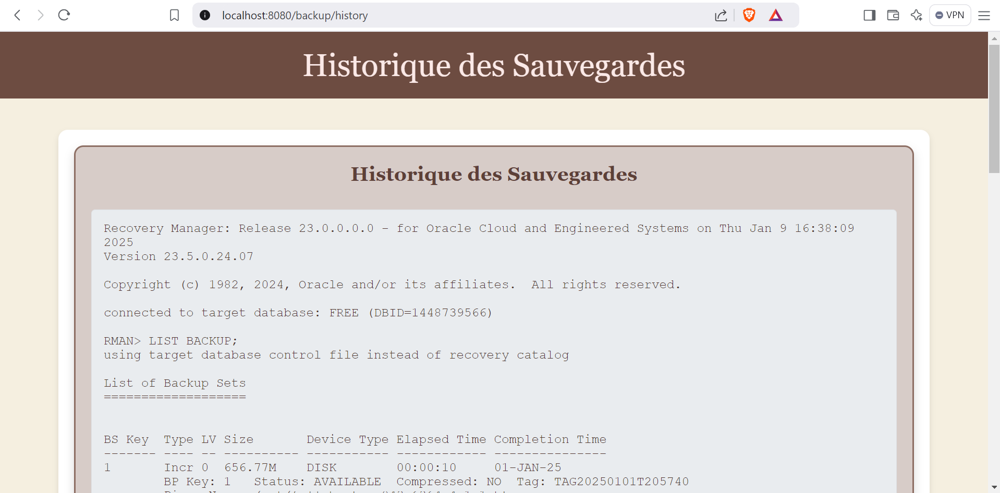 localhost:8080/backup/history
VPN
Historique des Sauvegardes
Historique des Sauvegardes
Recovery Manager: Release 23.0.0.0.0 - for Oracle Cloud and Engineered Systems on Thu Jan 9 16:38:09
2025
Version 23.5.0.24.07
Copyright (c) 1982, 2024, Oracle and/or its affiliates.  All rights reserved.
connected to target database: FREE (DBID=1448739566)
RMAN> LIST BACKUP;
using target database control file instead of recovery catalog
List of Backup Sets
===================
BS Key  Type LV Size       Device Type Elapsed Time Completion Time
------- ---- -- ---------- ----------- ------------ ---------------
1       Incr 0  656.77M    DISK        00:00:10     01-JAN-25
        BP Key: 1   Status: AVAILABLE  Compressed: NO  Tag: TAG20250101T205740